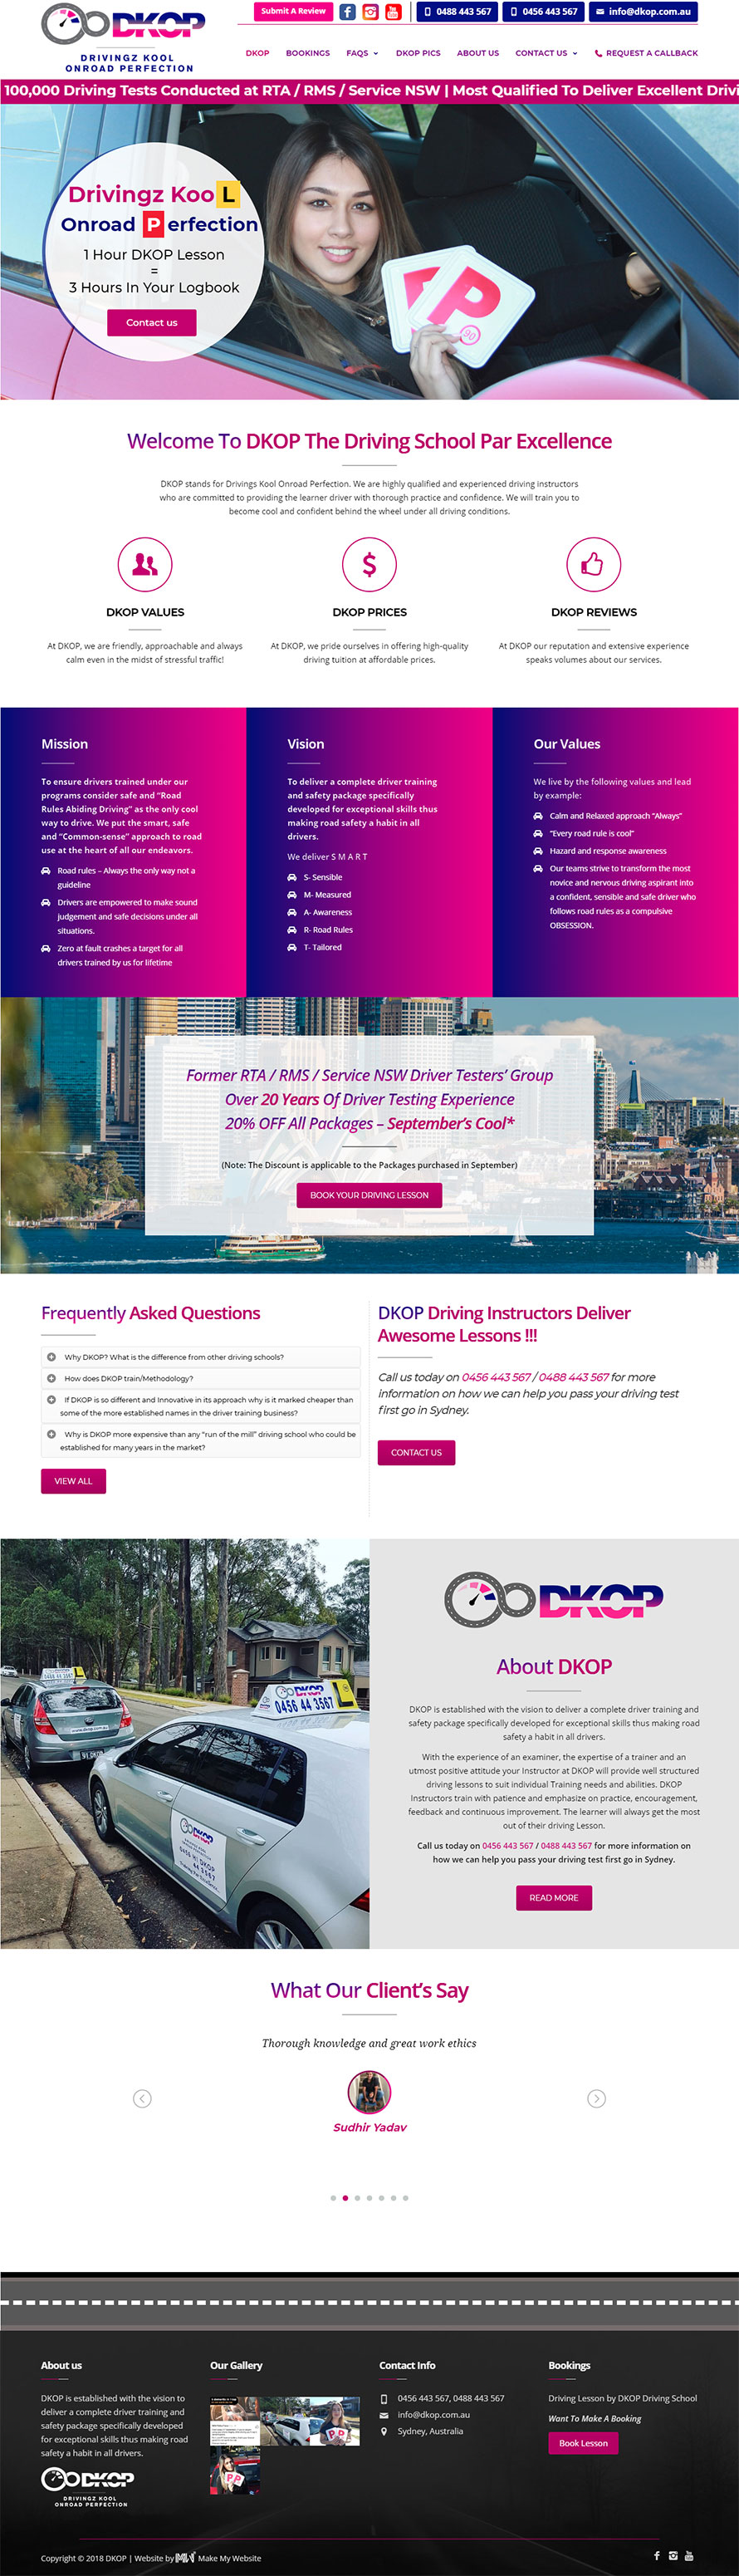 DKOP
DRIVINGZ KOOL
ONROAD PERFECTION
Submit A Review
0488 443 567
0456 443 567
info@dkop.com.au
DKOP BOOKINGS FAQS DKOP PICS ABOUT US CONTACT US REQUEST A CALLBACK
100,000 Driving Tests Conducted at RTA / RMS / Service NSW | Most Qualified To Deliver Excellent Drivi
Drivingz Koo L
Onroad P erfection
1 Hour DKOP Lesson
=
3 Hours In Your Logbook
Contact us
P
90
Welcome To DKOP The Driving School Par Excellence
DKOP stands for Drivings Kool Onroad Perfection. We are highly qualified and experienced driving instructors
who are committed to providing the learner driver with thorough practice and confidence. We will train you to
become cool and confident behind the wheel under all driving conditions.
$
DKOP VALUES
At DKOP, we are friendly, approachable and always
calm even in the midst of stressful traffic!
DKOP PRICES
At DKOP, we pride ourselves in offering high-quality
driving tuition at affordable prices.
DKOP REVIEWS
At DKOP our reputation and extensive experience
speaks volumes about our services.
Mission
To ensure drivers trained under our
programs consider safe and "Road
Rules Abiding Driving" as the only cool
way to drive. We put the smart, safe
and "Common-sense" approach to road
use at the heart of all our endeavors.
Road rules – Always the only way not a
guideline
Drivers are empowered to make sound
judgement and safe decisions under all
situations.
Zero at fault crashes a target for all
drivers trained by us for lifetime
Vision
To deliver a complete driver training
and safety package specifically
developed for exceptional skills thus
making road safety a habit in all
drivers.
We deliver S M A R T
S- Sensible
M- Measured
A- Awareness
R- Road Rules
T- Tailored
Our Values
We live by the following values and lead
by example:
Calm and Relaxed approach "Always"
"Every road rule is cool"
Hazard and response awareness
Our teams strive to transform the most
novice and nervous driving aspirant into
a confident, sensible and safe driver who
follows road rules as a compulsive
OBSESSION.
Former RTA / RMS / Service NSW Driver Testers' Group
Over 20 Years Of Driver Testing Experience
20% OFF All Packages – September's Cool*
(Note: The Discount is applicable to the Packages purchased in September)
BOOK YOUR DRIVING LESSON
Frequently Asked Questions
Why DKOP? What is the difference from other driving schools?
How does DKOP train/Methodology?
If DKOP is so different and Innovative in its approach why is it marked cheaper than
some of the more established names in the driver training business?
Why is DKOP more expensive than any "run of the mill" driving school who could be
established for many years in the market?
VIEW ALL
DKOP Driving Instructors Deliver
Awesome Lessons !!!
Call us today on 0456 443 567 / 0488 443 567 for more
information on how we can help you pass your driving test
first go in Sydney.
CONTACT US
DKOP
0456 44 3567
DKOP
About DKOP
DKOP is established with the vision to deliver a complete driver training and
safety package specifically developed for exceptional skills thus making road
safety a habit in all drivers.
With the experience of an examiner, the expertise of a trainer and an
utmost positive attitude your Instructor at DKOP will provide well structured
driving lessons to suit individual Training needs and abilities. DKOP
Instructors train with patience and emphasize on practice, encouragement,
feedback and continuous improvement. The learner will always get the most
out of their driving Lesson.
Call us today on 0456 443 567 / 0488 443 567 for more information on
how we can help you pass your driving test first go in Sydney.
READ MORE
What Our Client's Say
Thorough knowledge and great work ethics
Sudhir Yadav
About us
DKOP is established with the vision to
deliver a complete driver training and
safety package specifically developed
for exceptional skills thus making road
safety a habit in all drivers.
DKOP
DRIVINGZ KOOL
ONROAD PERFECTION
Our Gallery
Contact Info
0456 443 567, 0488 443 567
info@dkop.com.au
Sydney, Australia
Bookings
Driving Lesson by DKOP Driving School
Want To Make A Booking
Book Lesson
Copyright © 2018 DKOP | Website by MMW Make My Website